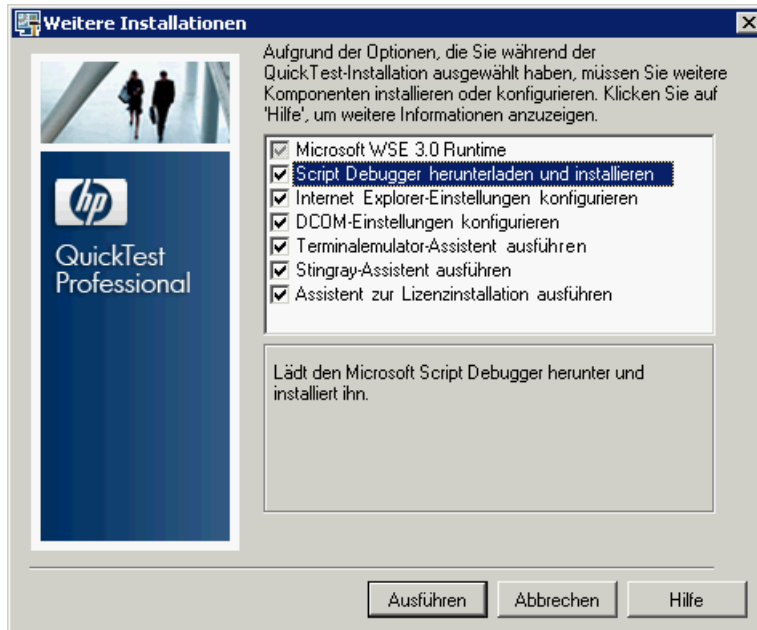 Weitere Installationen
Aufgrund der Optionen, die Sie während der
QuickTest-Installation ausgewählt haben, müssen Sie weitere
Komponenten installieren oder konfigurieren. Klicken Sie auf
'Hilfe', um weitere Informationen anzuzeigen.
Microsoft WSE 3.0 Runtime
Script Debugger herunterladen und installieren
Internet Explorer-Einstellungen konfigurieren
DCOM-Einstellungen konfigurieren
Terminalemulator-Assistent ausführen
Stingray-Assistent ausführen
Assistent zur Lizenzinstallation ausführen
hp
QuickTest
Professional
Lädt den Microsoft Script Debugger herunter und
installiert ihn.
Ausführen
Abbrechen
Hilfe